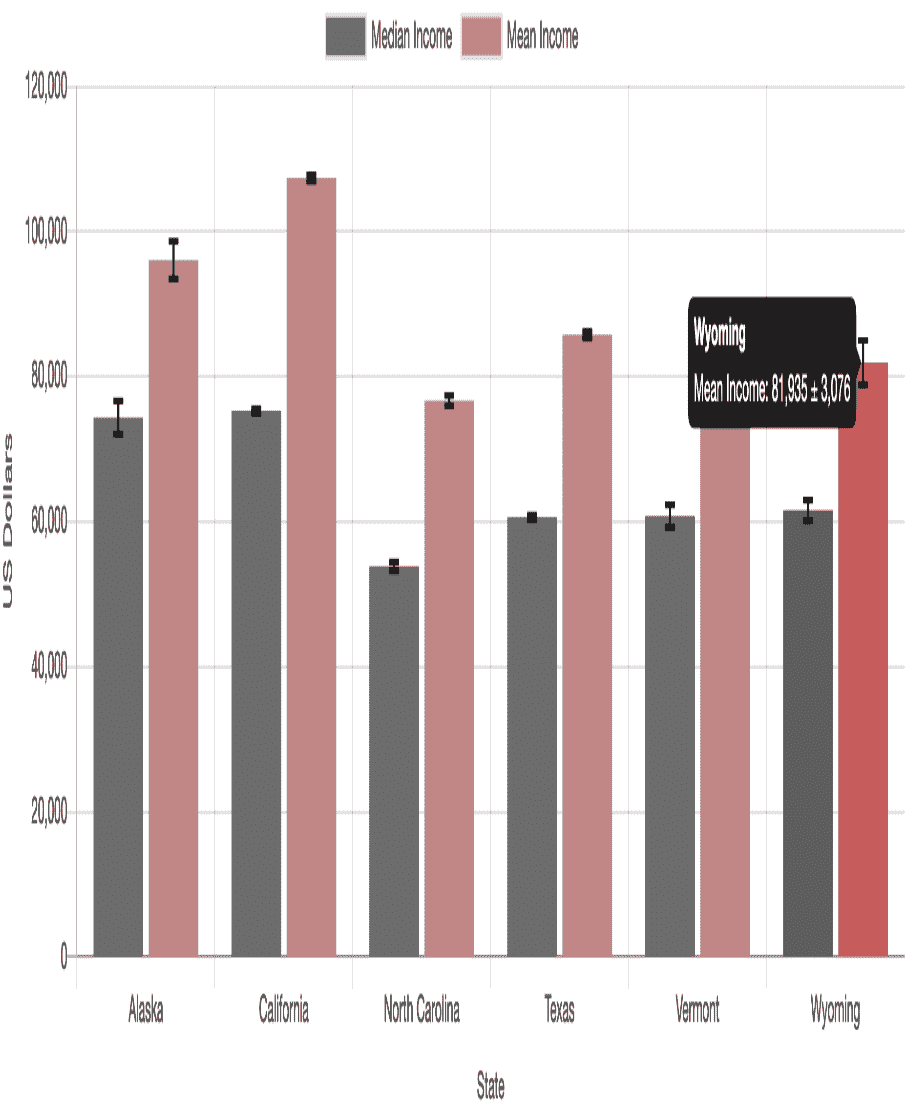 Median Income
Mean Income
120,000
100,000
80,000
60,000
40,000
20,000
0
US Dollars
Wyoming
Mean Income: 81,935 ± 3,076
Alaska
California
North Carolina
Texas
Vermont
Wyoming
State